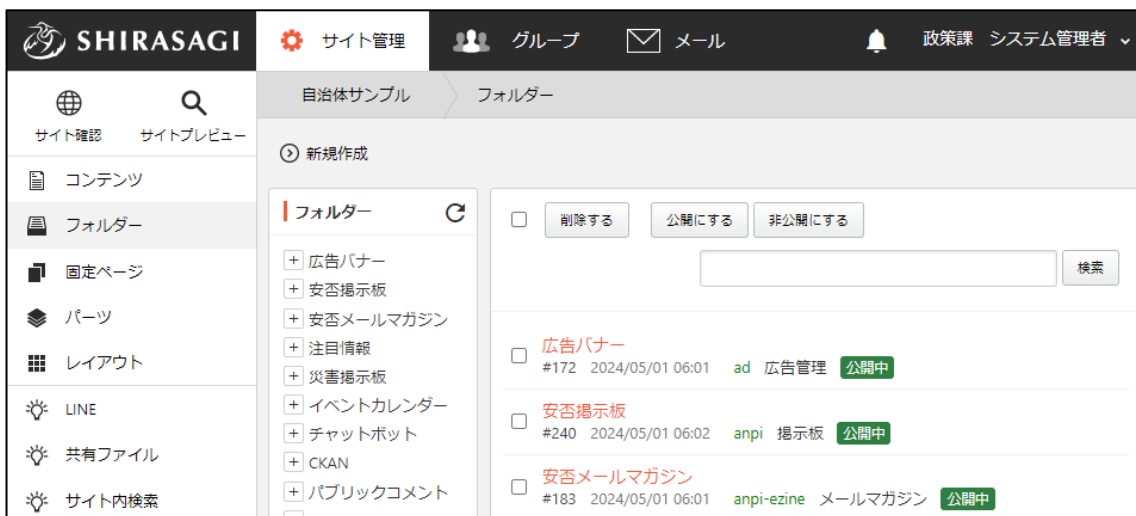 SHIRASAGI
サイト管理
グループ
メール
政策課 システム管理者
サイト確認
サイトプレビュー
自治体サンプル
フォルダー
新規作成
コンテンツ
フォルダー
固定ページ
パーツ
レイアウト
LINE
共有ファイル
サイト内検索
フォルダー
広告バナー
安否掲示板
安否メールマガジン
注目情報
災害掲示板
イベントカレンダー
チャットボット
CKAN
パブリックコメント
削除する
公開にする
非公開にする
検索
広告バナー
#172 2024/05/01 06:01 ad 広告管理 公開中
安否掲示板
#240 2024/05/01 06:02 anpi 掲示板 公開中
安否メールマガジン
#183 2024/05/01 06:01 anpi-ezine メールマガジン 公開中